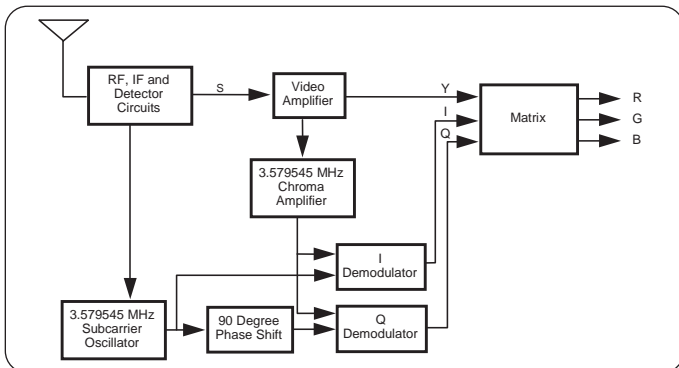 RF, IF and
Detector
Circuits
S
Video
Amplifier
Y
I
Q
Matrix
R
G
B
3.579545 MHz
Chroma
Amplifier
I
Demodulator
3.579545 MHz
Subcarrier
Oscillator
90 Degree
Phase Shift
Q
Demodulator